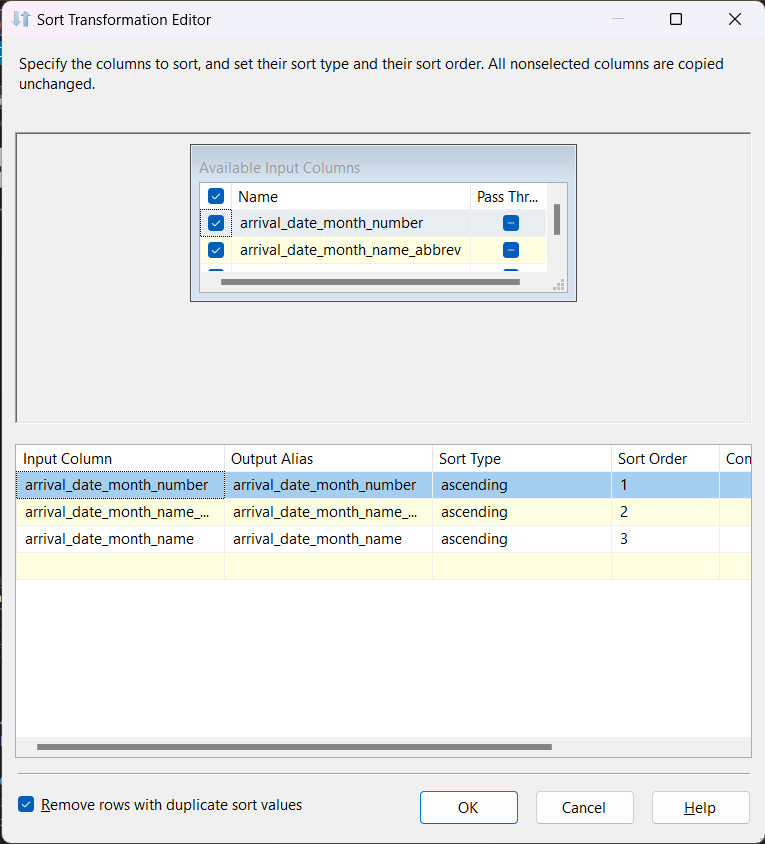 Sort Transformation Editor
Specify the columns to sort, and set their sort type and their sort order. All nonselected columns are copied
unchanged.
Available Input Columns
Name Pass Thr...
arrival_date_month_number
arrival_date_month_name_abbrev
Input Column Output Alias Sort Type Sort Order Con
arrival_date_month_number arrival_date_month_number ascending 1
arrival_date_month_name_... arrival_date_month_name_... ascending 2
arrival_date_month_name arrival_date_month_name ascending 3
Remove rows with duplicate sort values
OK Cancel Help